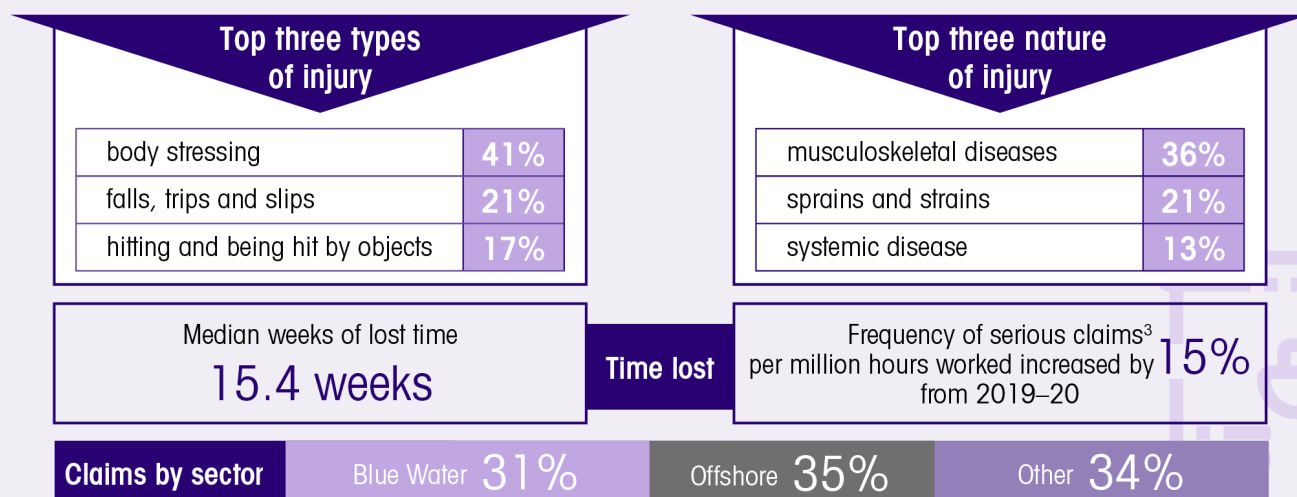 Top three types
of injury
body stressing 41%
falls, trips and slips 21%
hitting and being hit by objects 17%
Top three nature
of injury
musculoskeletal diseases 36%
sprains and strains 21%
systemic disease 13%
Median weeks of lost time
15.4 weeks
Time lost
Frequency of serious claims³
per million hours worked increased by 15%
from 2019–20
Claims by sector Blue Water 31% Offshore 35% Other 34%